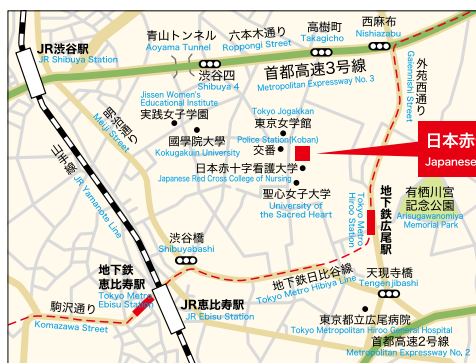 西麻布
Nishiazabu
高樹町
Takagicho
六本木通り
Roppongi Street
青山トンネル
Aoyama Tunnel
JR渋谷駅
JR Shibuya Station
渋谷四
Shibuya 4
首都高速3号線
Metropolitan Expressway No. 3
外苑西通り
Gaiennishi Street
Jissen Women's
Educational Institute
実践女子学園
Tokyo Jogakkan
東京女学館
明治通り
Meiji Street
國學院大學
Kokugakuin University
Police Station(Koban)
交番
日本赤
Japanese
日本赤十字看護大学
Japanese Red Cross College of Nursing
山手線
JR Yamanote Line
聖心女子大学
University of
the Sacred Heart
地下鉄広尾駅
Tokyo Metro
Hiroo Station
有栖川宮
記念公園
Arisugawanomiya
Memorial Park
渋谷橋
Shibuyabashi
地下鉄
恵比寿駅
Tokyo Metro
Ebisu Station
地下鉄日比谷線
Tokyo Metro Hibiya Line
天現寺橋
Tengenjibashi
駒沢通り
Komazawa Street
JR恵比寿駅
JR Ebisu Station
東京都立広尾病院
Tokyo Metropolitan Hiroo General Hospital
首都高速2号線
Metropolitan Expressway No. 2